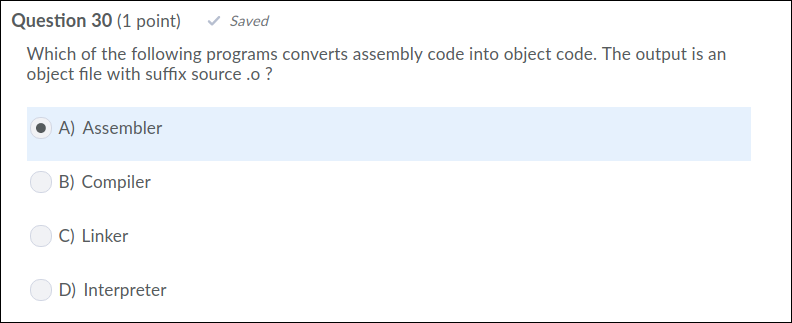 Question 30 (1 point) ✓ Saved
Which of the following programs converts assembly code into object code. The output is an
object file with suffix source .o ?
A) Assembler
B) Compiler
C) Linker
D) Interpreter